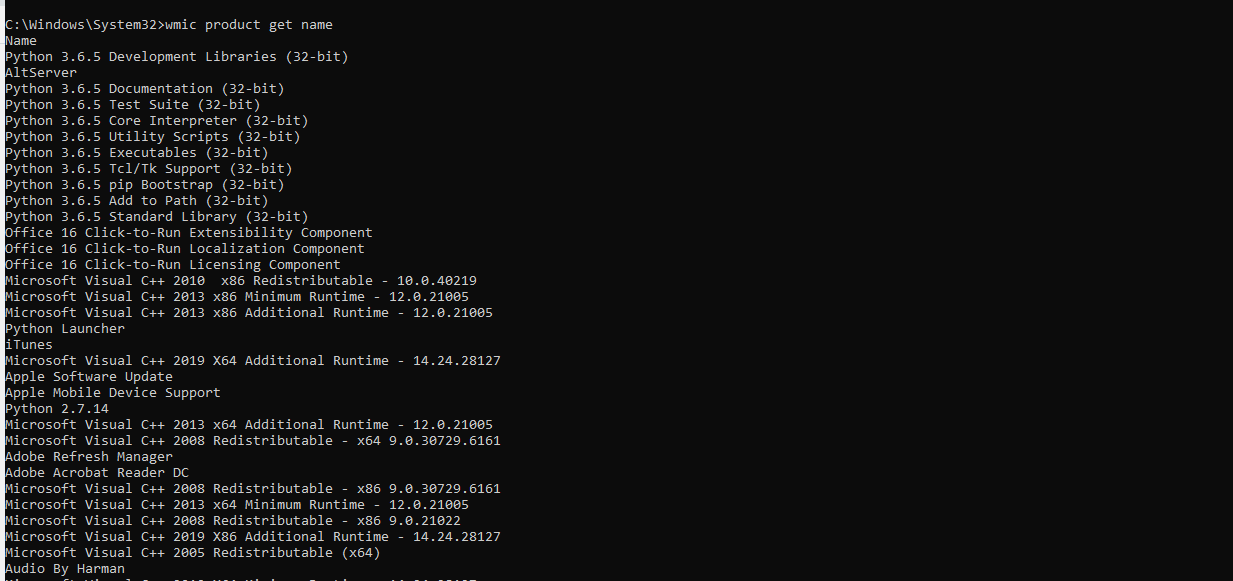 C:\Windows\System32>wmic product get name
Name
Python 3.6.5 Development Libraries (32-bit)
AltServer
Python 3.6.5 Documentation (32-bit)
Python 3.6.5 Test Suite (32-bit)
Python 3.6.5 Core Interpreter (32-bit)
Python 3.6.5 Utility Scripts (32-bit)
Python 3.6.5 Executables (32-bit)
Python 3.6.5 Tcl/Tk Support (32-bit)
Python 3.6.5 pip Bootstrap (32-bit)
Python 3.6.5 Add to Path (32-bit)
Python 3.6.5 Standard Library (32-bit)
Office 16 Click-to-Run Extensibility Component
Office 16 Click-to-Run Localization Component
Office 16 Click-to-Run Licensing Component
Microsoft Visual C++ 2010  x86 Redistributable - 10.0.40219
Microsoft Visual C++ 2013 x86 Minimum Runtime - 12.0.21005
Microsoft Visual C++ 2013 x86 Additional Runtime - 12.0.21005
Python Launcher
iTunes
Microsoft Visual C++ 2019 X64 Additional Runtime - 14.24.28127
Apple Software Update
Apple Mobile Device Support
Python 2.7.14
Microsoft Visual C++ 2013 x64 Additional Runtime - 12.0.21005
Microsoft Visual C++ 2008 Redistributable - x64 9.0.30729.6161
Adobe Refresh Manager
Adobe Acrobat Reader DC
Microsoft Visual C++ 2008 Redistributable - x86 9.0.30729.6161
Microsoft Visual C++ 2013 x64 Minimum Runtime - 12.0.21005
Microsoft Visual C++ 2008 Redistributable - x86 9.0.21022
Microsoft Visual C++ 2019 X86 Additional Runtime - 14.24.28127
Microsoft Visual C++ 2005 Redistributable (x64)
Audio By Harman